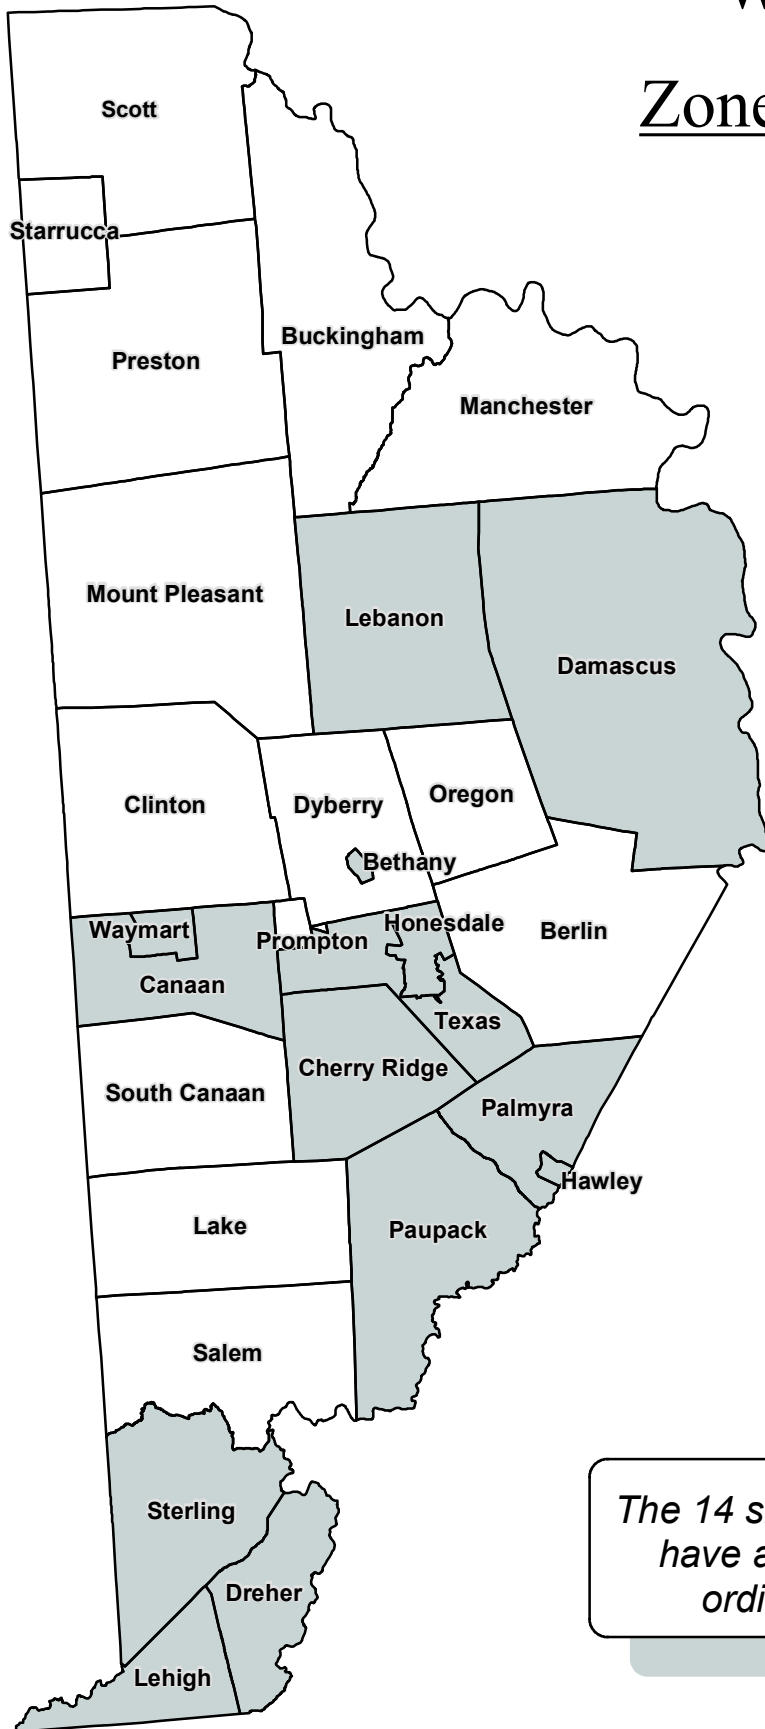 Zone
Scott
Starrucca
Buckingham
Preston
Manchester
Mount Pleasant
Lebanon
Damascus
Clinton
Dyberry
Oregon
Bethany
Waymart
Prompton
Honesdale
Berlin
Canaan
Texas
Cherry Ridge
South Canaan
Palmyra
Hawley
Lake
Paupack
Salem
Sterling
Dreher
Lehigh
The 14 s
have a
ordi